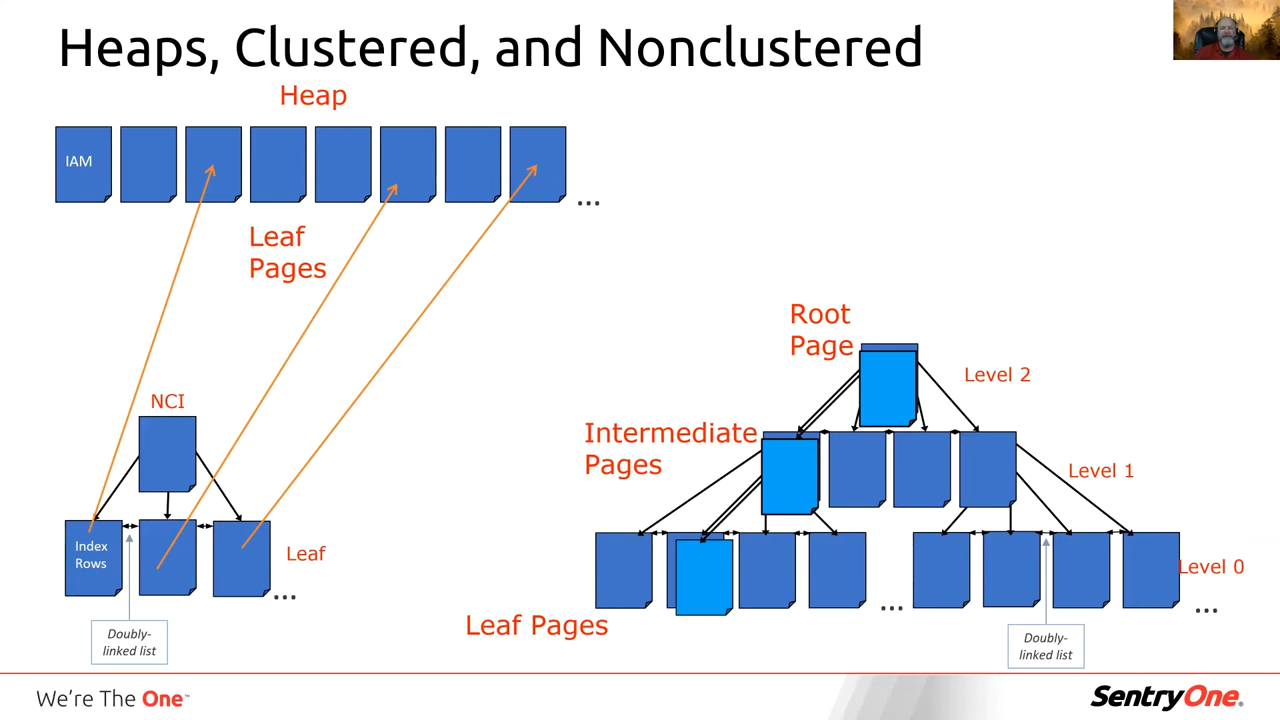 Heaps, Clustered, and Nonclustered
Heap
IAM
...
Leaf
Pages
Root
Page
Level 2
NCI
Intermediate
Pages
Level 1
Index
Rows
Leaf
...
Level 0
...
...
Leaf Pages
Doubly-
linked list
Doubly-
linked list
We're The One™
SentryOne®